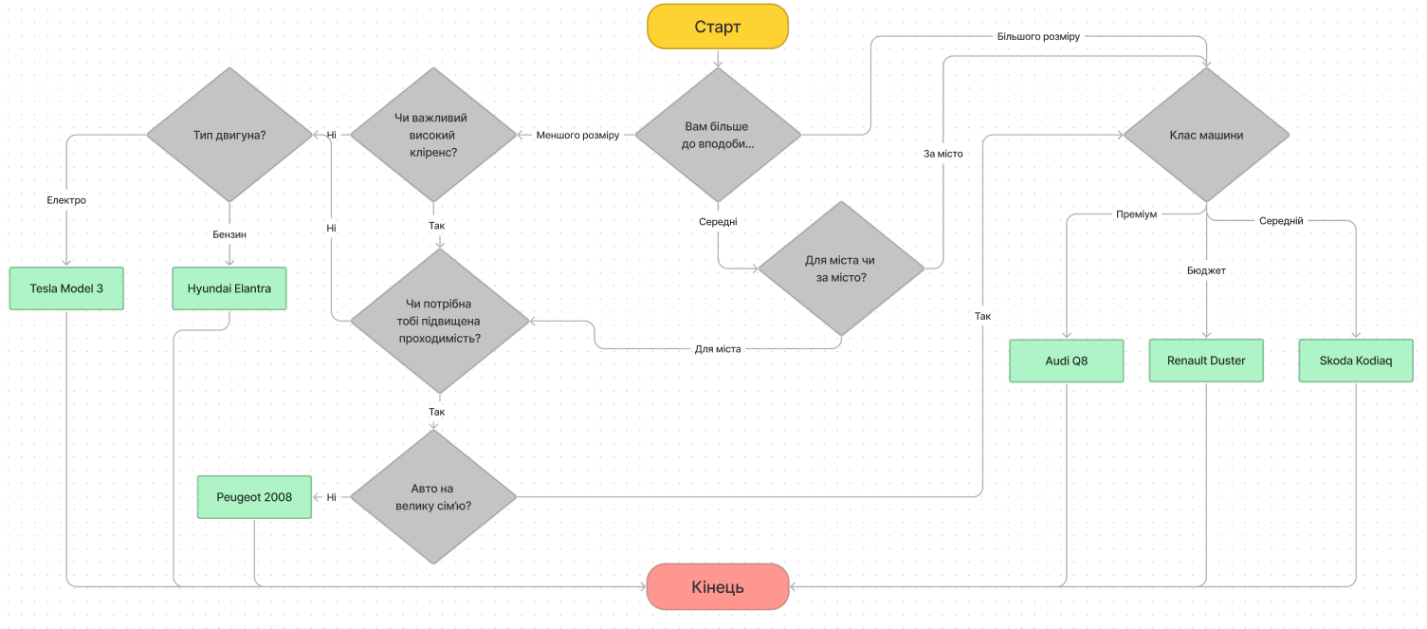 Старт
Більшого розміру
Тип двигуна?
Ні
Чи важливий
високий
кліренс?
Меншого розміру
Вам більше
до вподоби...
За місто
Клас машини
Електро
Бензин
Ні
Так
Середні
Для міста чи
за місто?
Преміум
Середній
Бюджет
Tesla Model 3
Hyundai Elantra
Чи потрібна
тобі підвищена
проходимість?
Так
Для міста
Audi Q8
Renault Duster
Skoda Kodiaq
Так
Peugeot 2008
Ні
Авто на
велику сім'ю?
Кінець